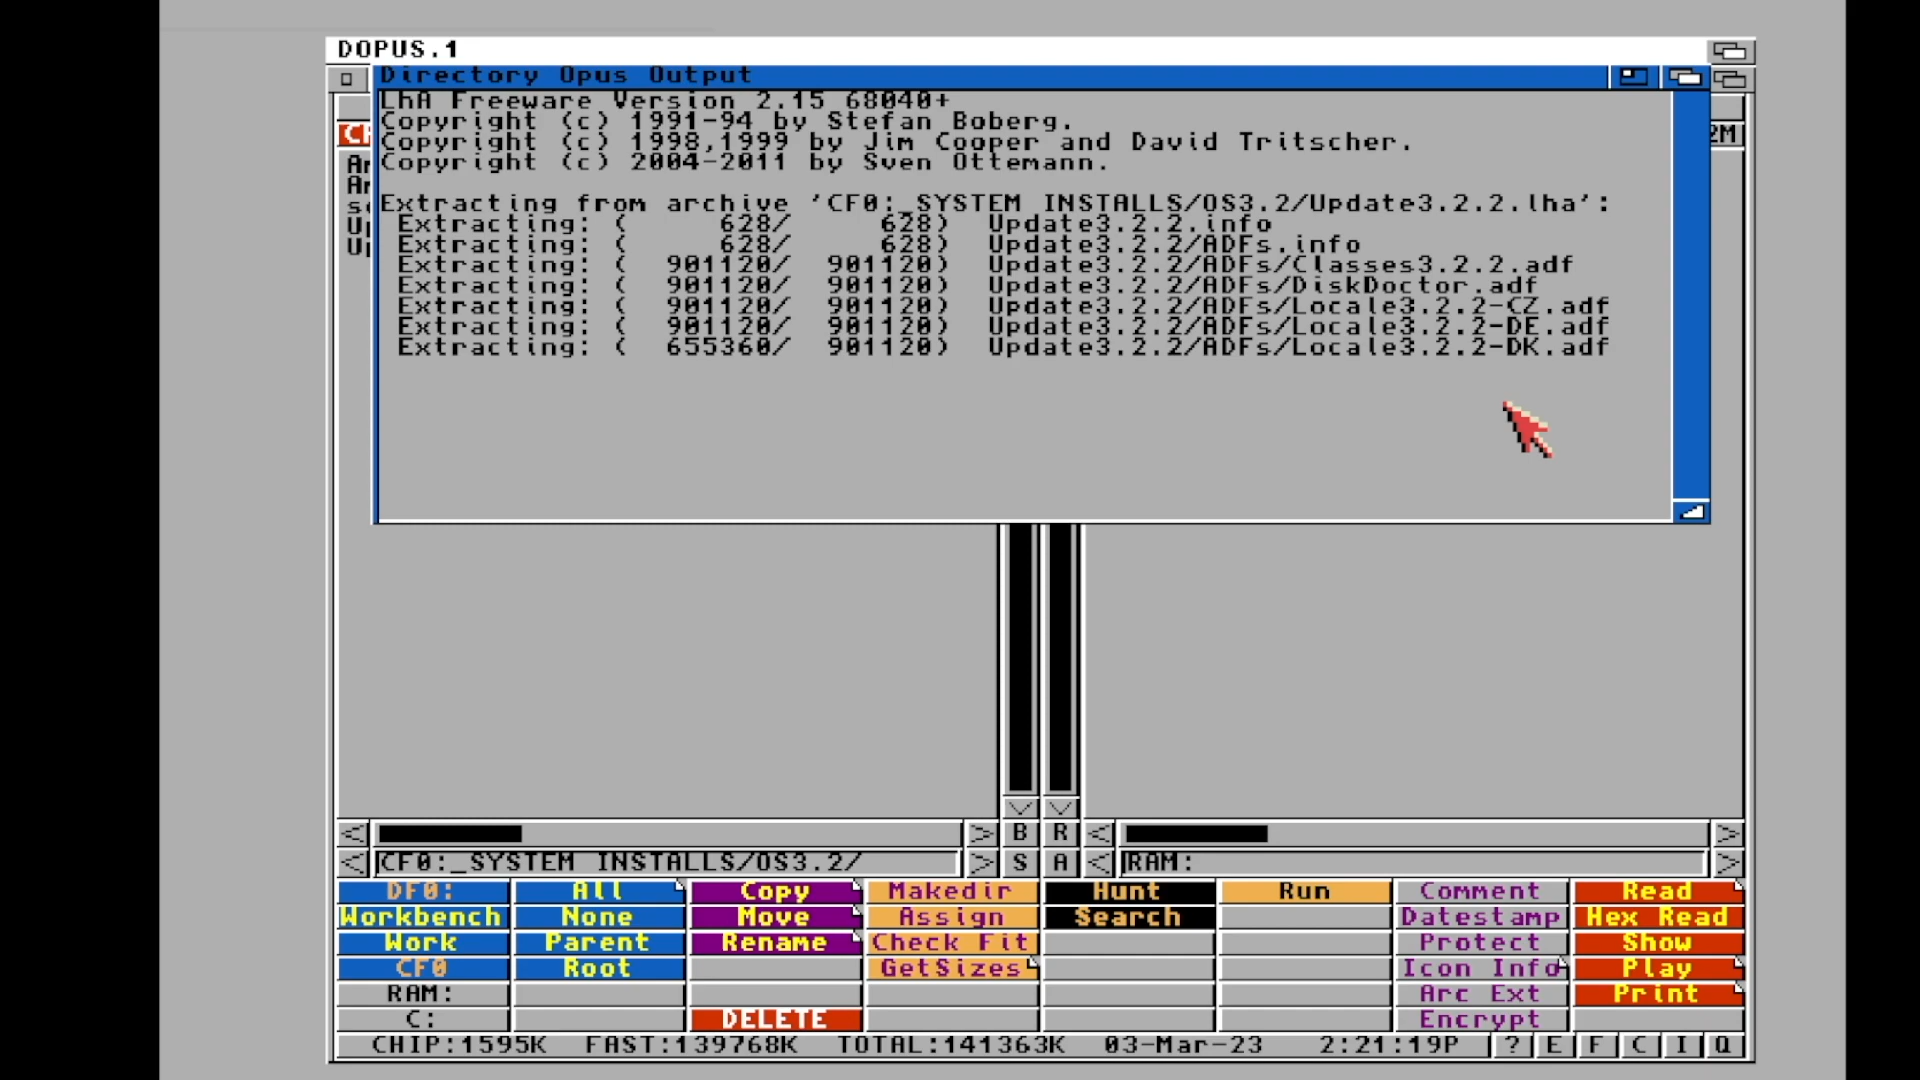 DOPUS.1
Directory Opus Output
LhA Freeware Version 2.15 68040+
Copyright (c) 1991-94 by Stefan Boberg.
Copyright (c) 1998,1999 by Jim Cooper and David Tritscher.
Copyright (c) 2004-2011 by Sven Ottemann.
Extracting from archive 'CF0:_SYSTEM INSTALLS/OS3.2/Update3.2.2.lha':
Extracting: ( 628/ 628) Update3.2.2.info
Extracting: ( 628/ 628) Update3.2.2/ADFs.info
Extracting: ( 901120/ 901120) Update3.2.2/ADFs/Classes3.2.2.adf
Extracting: ( 901120/ 901120) Update3.2.2/ADFs/DiskDoctor.adf
Extracting: ( 901120/ 901120) Update3.2.2/ADFs/Locale3.2.2-CZ.adf
Extracting: ( 901120/ 901120) Update3.2.2/ADFs/Locale3.2.2-DE.adf
Extracting: ( 655360/ 901120) Update3.2.2/ADFs/Locale3.2.2-DK.adf
B R
CF0:_SYSTEM INSTALLS/OS3.2/ S A RAM:
DF0: All Copy Makedir Hunt Run Comment Read
Workbench None Move Assign Search Datestamp Hex Read
Work Parent Rename Check Fit Protect Show
CF0 Root GetSizes Icon Info Play
RAM: Arc Ext Print
C: DELETE Encrypt
CHIP:1595K FAST:139768K TOTAL:141363K 03-Mar-23 2:21:19P ? E F C I Q